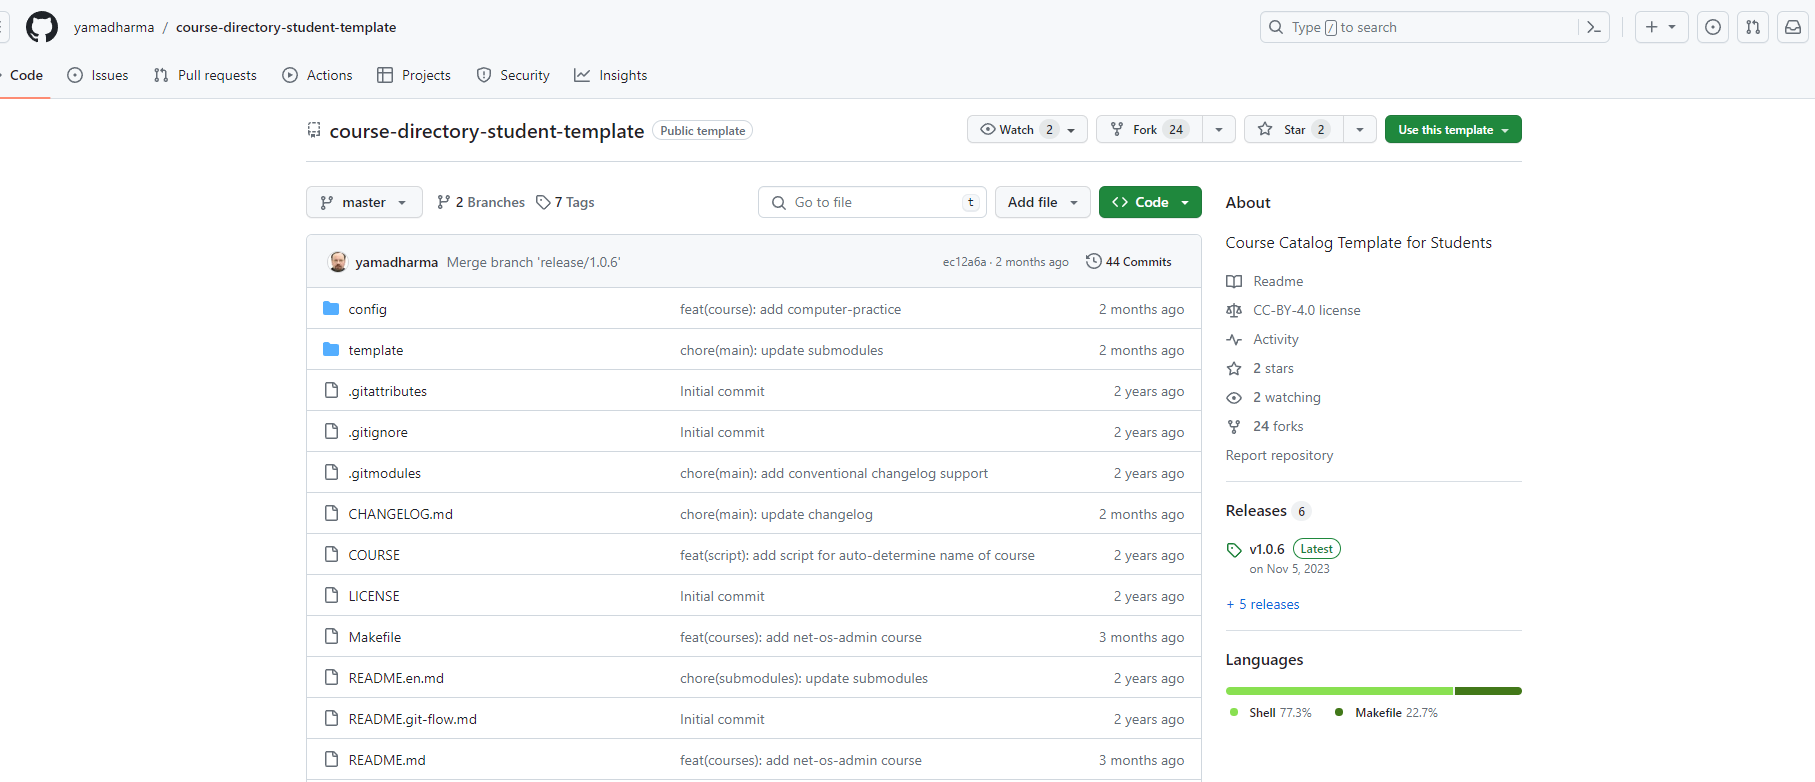 yamadharma / course-directory-student-template
Type / to search
Code Issues Pull requests Actions Projects Security Insights
course-directory-student-template Public template
Watch 2 Fork 24 Star 2 Use this template
master 2 Branches 7 Tags Go to file t Add file Code
yamadharma Merge branch 'release/1.0.6' ec12a6a · 2 months ago 44 Commits
config feat(course): add computer-practice 2 months ago
template chore(main): update submodules 2 months ago
.gitattributes Initial commit 2 years ago
.gitignore Initial commit 2 years ago
.gitmodules chore(main): add conventional changelog support 2 years ago
CHANGELOG.md chore(main): update changelog 2 months ago
COURSE feat(script): add script for auto-determine name of course 2 years ago
LICENSE Initial commit 2 years ago
Makefile feat(courses): add net-os-admin course 3 months ago
README.en.md chore(submodules): update submodules 2 years ago
README.git-flow.md Initial commit 2 years ago
README.md feat(courses): add net-os-admin course 3 months ago
About
Course Catalog Template for Students
Readme
CC-BY-4.0 license
Activity
2 stars
2 watching
24 forks
Report repository
Releases 6
v1.0.6 Latest
on Nov 5, 2023
+ 5 releases
Languages
Shell 77.3% Makefile 22.7%